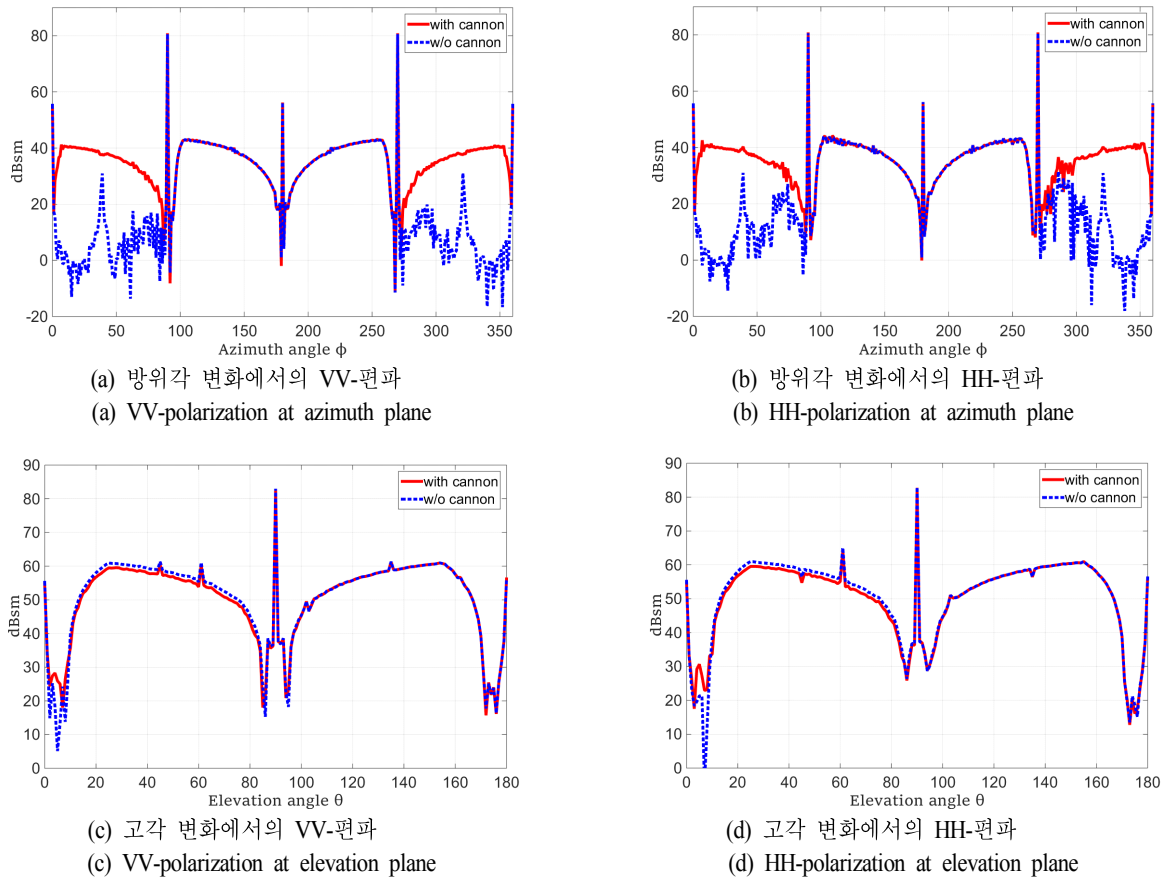 with cannon
w/o cannon
dBsm
80
60
40
20
0
-20
0 50 100 150 200 250 300 350
Azimuth angle ϕ
(a) 방위각 변화에서의 VV-편파
(a) VV-polarization at azimuth plane
with cannon
w/o cannon
dBsm
80
60
40
20
0
-20
0 50 100 150 200 250 300 350
Azimuth angle ϕ
(b) 방위각 변화에서의 HH-편파
(b) HH-polarization at azimuth plane
with cannon
w/o cannon
dBsm
90
80
70
60
50
40
30
20
10
0
0 20 40 60 80 100 120 140 160 180
Elevation angle θ
(c) 고각 변화에서의 VV-편파
(c) VV-polarization at elevation plane
with cannon
w/o cannon
dBsm
90
80
70
60
50
40
30
20
10
0
0 20 40 60 80 100 120 140 160 180
Elevation angle θ
(d) 고각 변화에서의 HH-편파
(d) HH-polarization at elevation plane